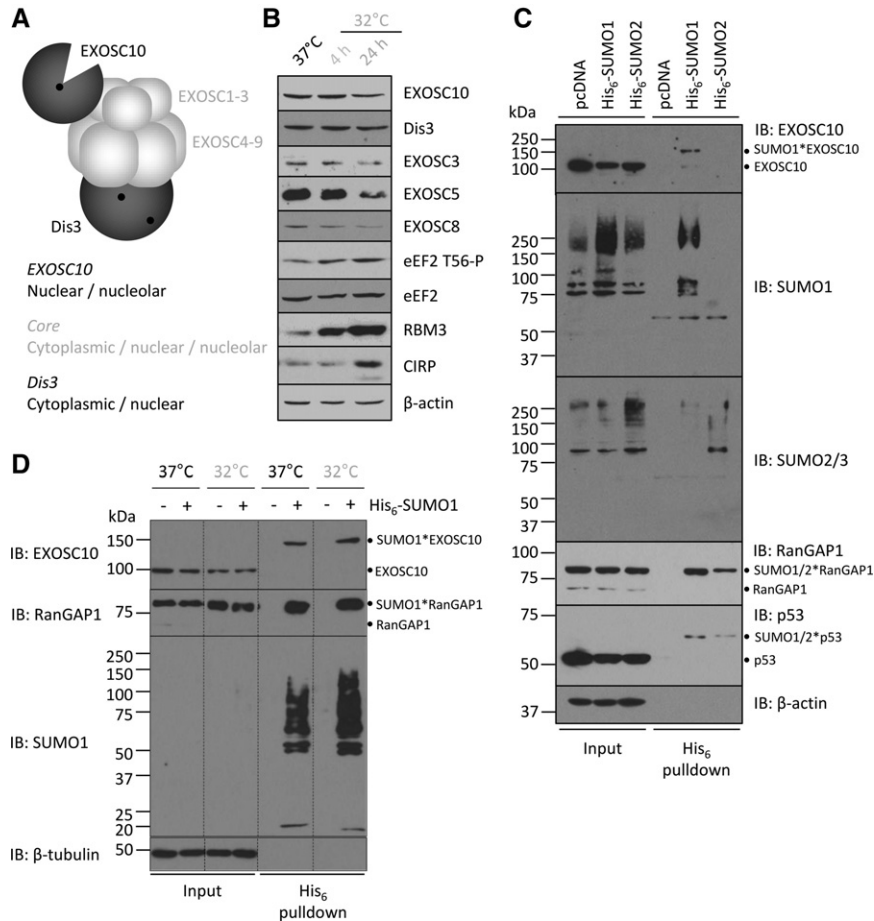 A
EXOSC10
EXOSC1-3
EXOSC4-9
Dis3
EXOSC10
Nuclear / nucleolar
Core
Cytoplasmic / nuclear / nucleolar
Dis3
Cytoplasmic / nuclear
B
32°C
37°C
4 h
24 h
EXOSC10
Dis3
EXOSC3
EXOSC5
EXOSC8
eEF2 T56-P
eEF2
RBM3
CIRP
β-actin
C
pcDNA
His6-SUMO1
His6-SUMO2
pcDNA
His6-SUMO1
His6-SUMO2
kDa
250
150
100
IB: EXOSC10
SUMO1*EXOSC10
EXOSC10
250
150
100
75
50
37
IB: SUMO1
250
150
100
75
50
37
IB: SUMO2/3
100
75
IB: RanGAP1
SUMO1/2*RanGAP1
RanGAP1
75
50
IB: p53
SUMO1/2*p53
p53
37
IB: β-actin
Input
His6
pulldown
D
37°C 32°C 37°C 32°C
- + - + - + - + His6-SUMO1
kDa
IB: EXOSC10
150
100
SUMO1*EXOSC10
EXOSC10
IB: RanGAP1
75
SUMO1*RanGAP1
RanGAP1
250
150
100
75
IB: SUMO1
50
37
25
20
IB: β-tubulin
50
Input
His6
pulldown